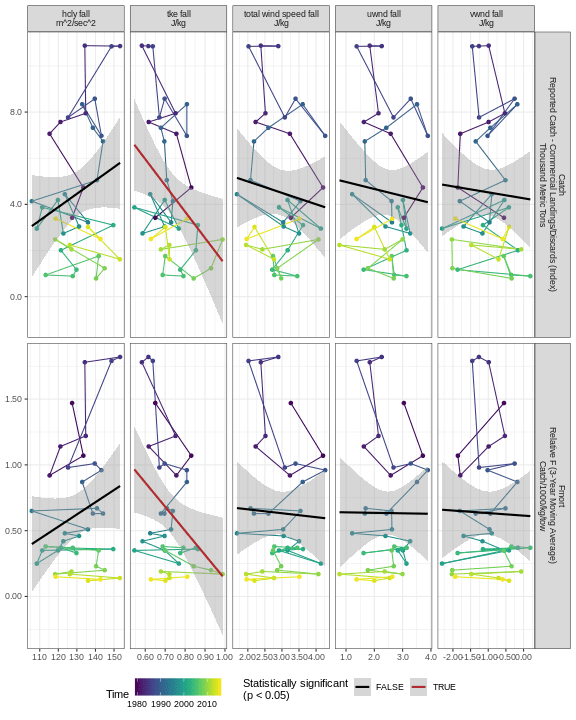 hcly fall
m^2/sec^2
tke fall
J/kg
total wind speed fall
J/kg
uwnd fall
J/kg
vwnd fall
J/kg
8.0
4.0
0.0
Catch
Reported Catch - Commercial Landings/Discards (Index)
Thousand Metric Tons
1.50
1.00
0.50
0.00
Fmort
Relative F (3-Year Moving Average)
Catch/1000/kg/tow
110 120 130 140 150
0.60 0.70 0.80 0.90 1.00
2.00 2.50 3.00 3.50 4.00
1.0 2.0 3.0 4.0
-2.00 -1.50 -1.00 -0.50 0.00
Time
1980 1990 2000 2010
Statistically significant
(p < 0.05)
FALSE
TRUE